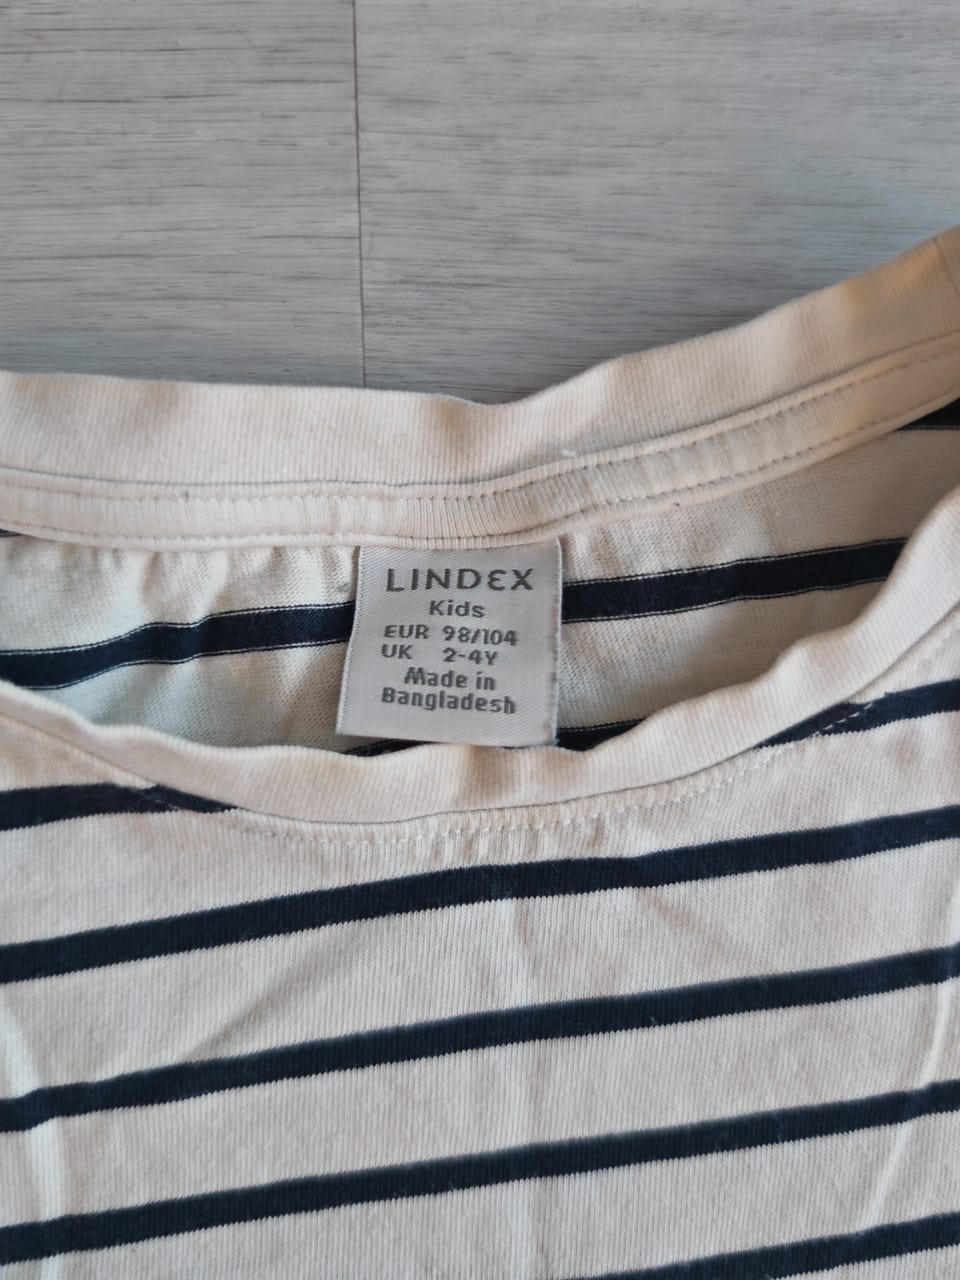 LINDEX
Kids
EUR 98/104
UK 2-4Y
Made in
Bangladesh